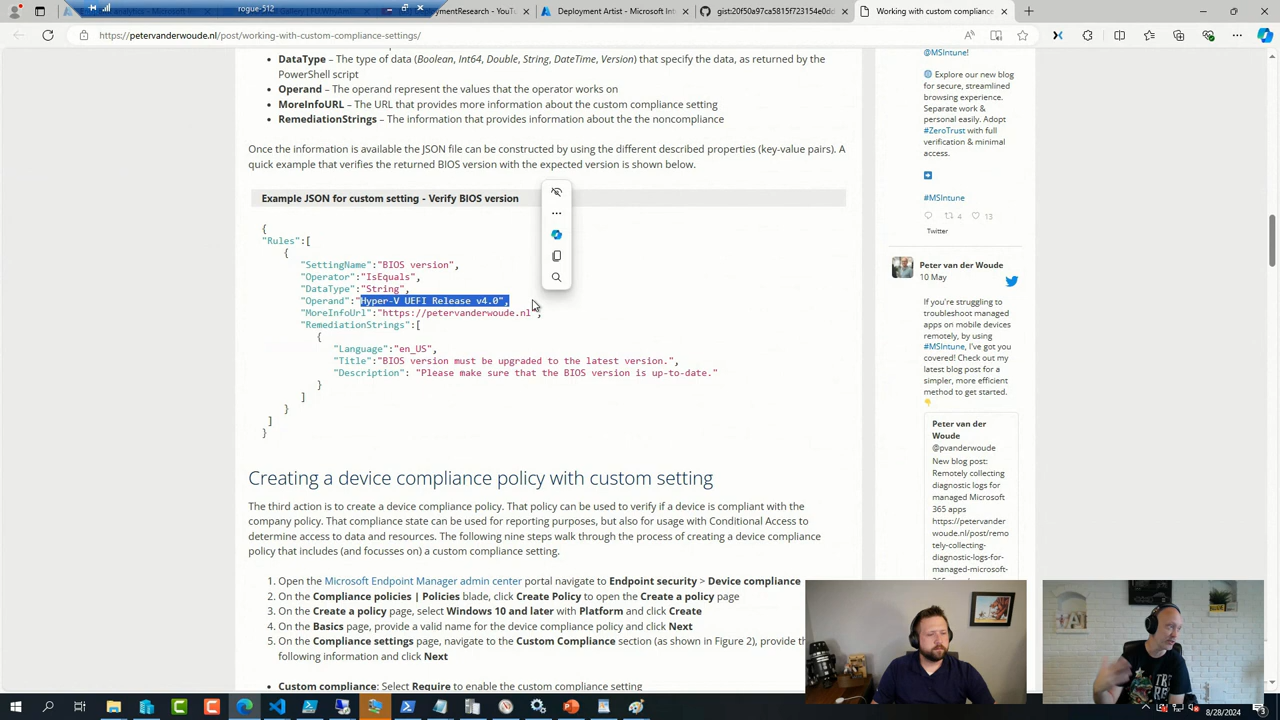 rogue-512
DeploymentResearch - YouT
Deployment Artist - Microsoft Int
gist:20f50a97ca5815f723154e0dd
Working with custom compliance
https://petervanderwoude.nl/post/working-with-custom-compliance-settings/
DataType – The type of data (Boolean, Int64, Double, String, DateTime, Version) that specify the data, as returned by the
PowerShell script
Operand – The operand represent the values that the operator works on
MoreInfoURL – The URL that provides more information about the custom compliance setting
RemediationStrings – The information that provides information about the the noncompliance
Once the information is available the JSON file can be constructed by using the different described properties (key-value pairs). A
quick example that verifies the returned BIOS version with the expected version is shown below.
Example JSON for custom setting - Verify BIOS version
{
"Rules":[
{
"SettingName":"BIOS version",
"Operator":"IsEquals",
"DataType":"String",
"Operand":"Hyper-V UEFI Release v4.0",
"MoreInfoUrl":"https://petervanderwoude.nl",
"RemediationStrings":[
{
"Language":"en_US",
"Title":"BIOS version must be upgraded to the latest version.",
"Description": "Please make sure that the BIOS version is up-to-date."
}
]
}
]
}
Creating a device compliance policy with custom setting
The third action is to create a device compliance policy. That policy can be used to verify if a device is compliant with the
company policy. That compliance state can be used for reporting purposes, but also for usage with Conditional Access to
determine access to data and resources. The following nine steps walk through the process of creating a device compliance
policy that includes (and focusses on) a custom compliance setting.
1. Open the Microsoft Endpoint Manager admin center portal navigate to Endpoint security > Device compliance
2. On the Compliance policies | Policies blade, click Create Policy to open the Create a policy page
3. On the Create a policy page, select Windows 10 and later with Platform and click Create
4. On the Basics page, provide a valid name for the device compliance policy and click Next
5. On the Compliance settings page, navigate to the Custom Compliance section (as shown in Figure 2), provide th
following information and click Next
Custom compliance: Select Require to enable the custom compliance setting
@MSIntune!
Explore our new blog
for secure, streamlined
browsing experience.
Separate work &
personal easily. Adopt
#ZeroTrust with full
verification & minimal
access.
#MSIntune
4 13
Twitter
Peter van der Woude
10 May
If you're struggling to
troubleshoot managed
apps on mobile devices
remotely, by using
#MSIntune, I've got you
covered! Check out my
latest blog post for a
simpler, more efficient
method to get started.
Peter van der
Woude
@pvanderwoude
New blog post:
Remotely collecting
diagnostic logs for
managed Microsoft
365 apps
https://petervander
woude.nl/post/remo
tely-collecting-
diagnostic-logs-for-
managed-microsoft-
8/28/2024